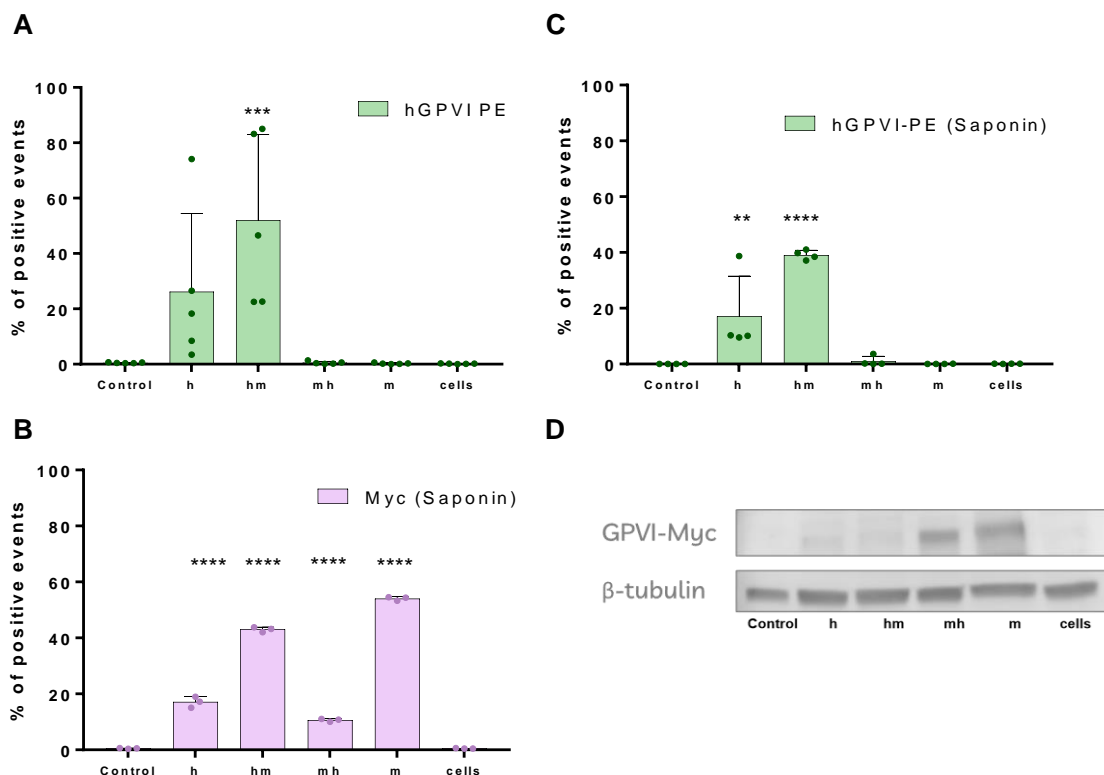 A
% of positive events
100
80
60
40
20
0
***
hGPVI PE
Control h hm mh m cells
B
% of positive events
100
80
60
40
20
0
Myc (Saponin)
**** **** **** ****
Control h hm mh m cells
C
% of positive events
100
80
60
40
20
0
hGPVI-PE (Saponin)
** ****
Control h hm mh m cells
D
GPVI-Myc
β-tubulin
Control h hm mh m cells